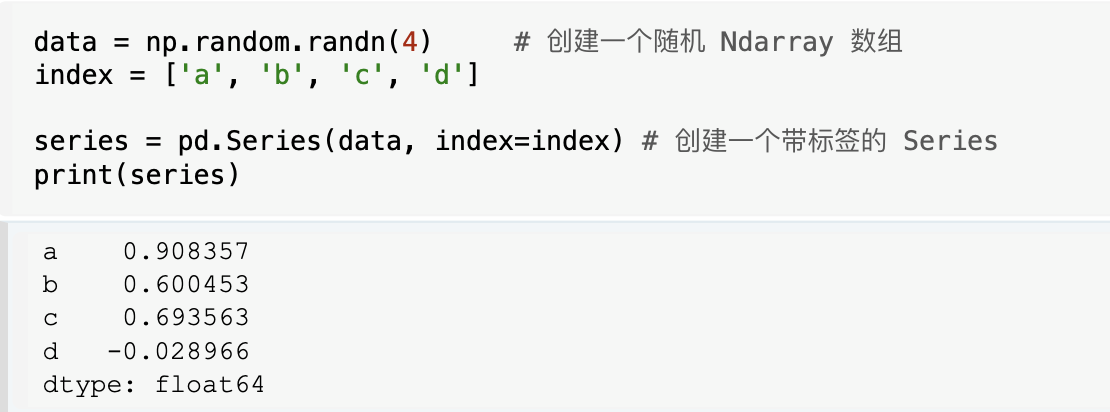 data = np.random.randn(4)     # 创建一个随机 Ndarray 数组
index = ['a', 'b', 'c', 'd']
series = pd.Series(data, index=index) # 创建一个带标签的 Series
print(series)
a    0.908357
b    0.600453
c    0.693563
d   -0.028966
dtype: float64